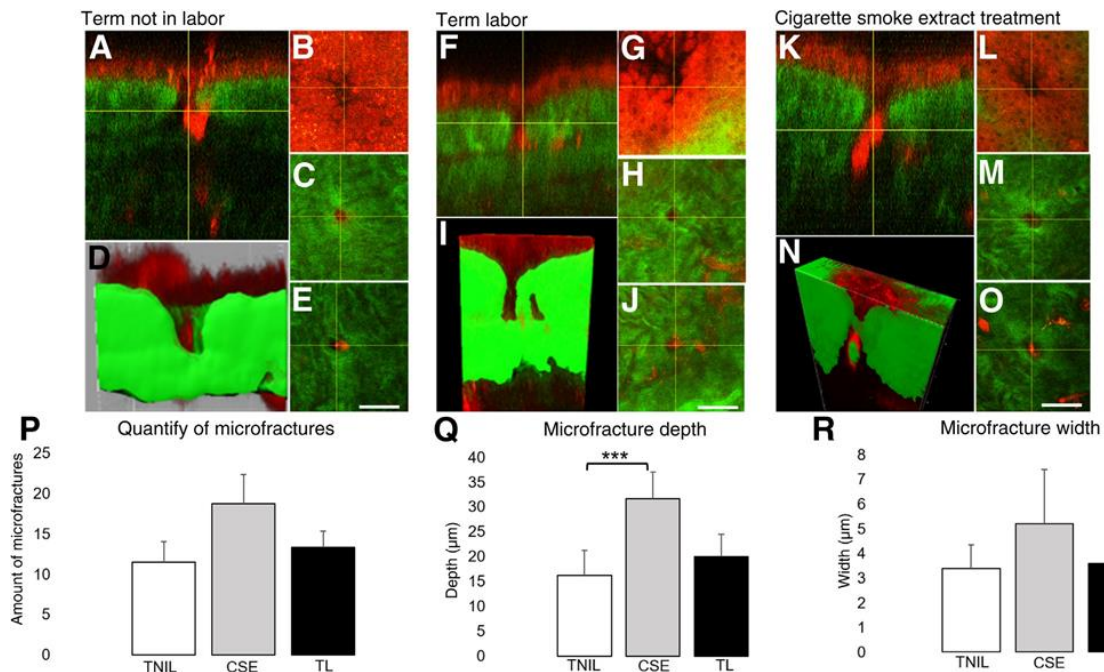 Term not in labor
Term labor
Cigarette smoke extract treatment
A
B
C
D
E
F
G
H
I
J
K
L
M
N
O
P
Quantify of microfractures
Amount of microfractures
25
20
15
10
5
0
TNIL
CSE
TL
Q
Microfracture depth
Depth (μm)
40
35
30
25
20
15
10
5
0
***
TNIL
CSE
TL
R
Microfracture width
Width (μm)
8
7
6
5
4
3
2
1
0
TNIL
CSE